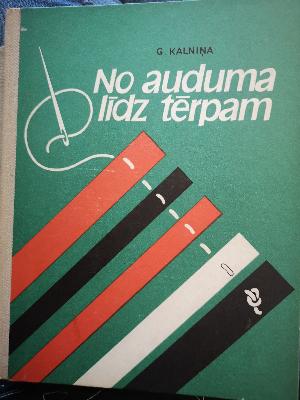 G. KALNIŅA
No auduma
līdz tērpam